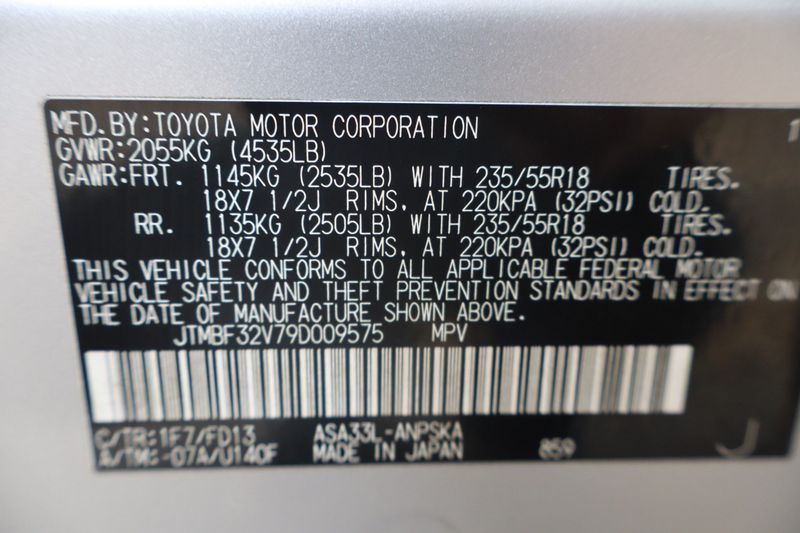 MFD.BY:TOYOTA MOTOR CORPORATION 1
GVWR:2055KG (4535LB)
GAWR:FRT. 1145KG (2535LB) WITH 235/55R18 TIRES.
18X7 1/2J RIMS, AT 220KPA (32PSI) COLD.
RR. 1135KG (2505LB) WITH 235/55R18 TIRES.
18X7 1/2J RIMS, AT 220KPA (32PSI) COLD.
THIS VEHICLE CONFORMS TO ALL APPLICABLE FEDERAL MOTOR
VEHICLE SAFETY AND THEFT PREVENTION STANDARDS IN EFFECT ON
THE DATE OF MANUFACTURE SHOWN ABOVE.
JTMBF32V79D009575 MPV
C/TR:1F7/FD13 ASA33L-ANPSKA
A/TM:-07A/U140F MADE IN JAPAN 859
J